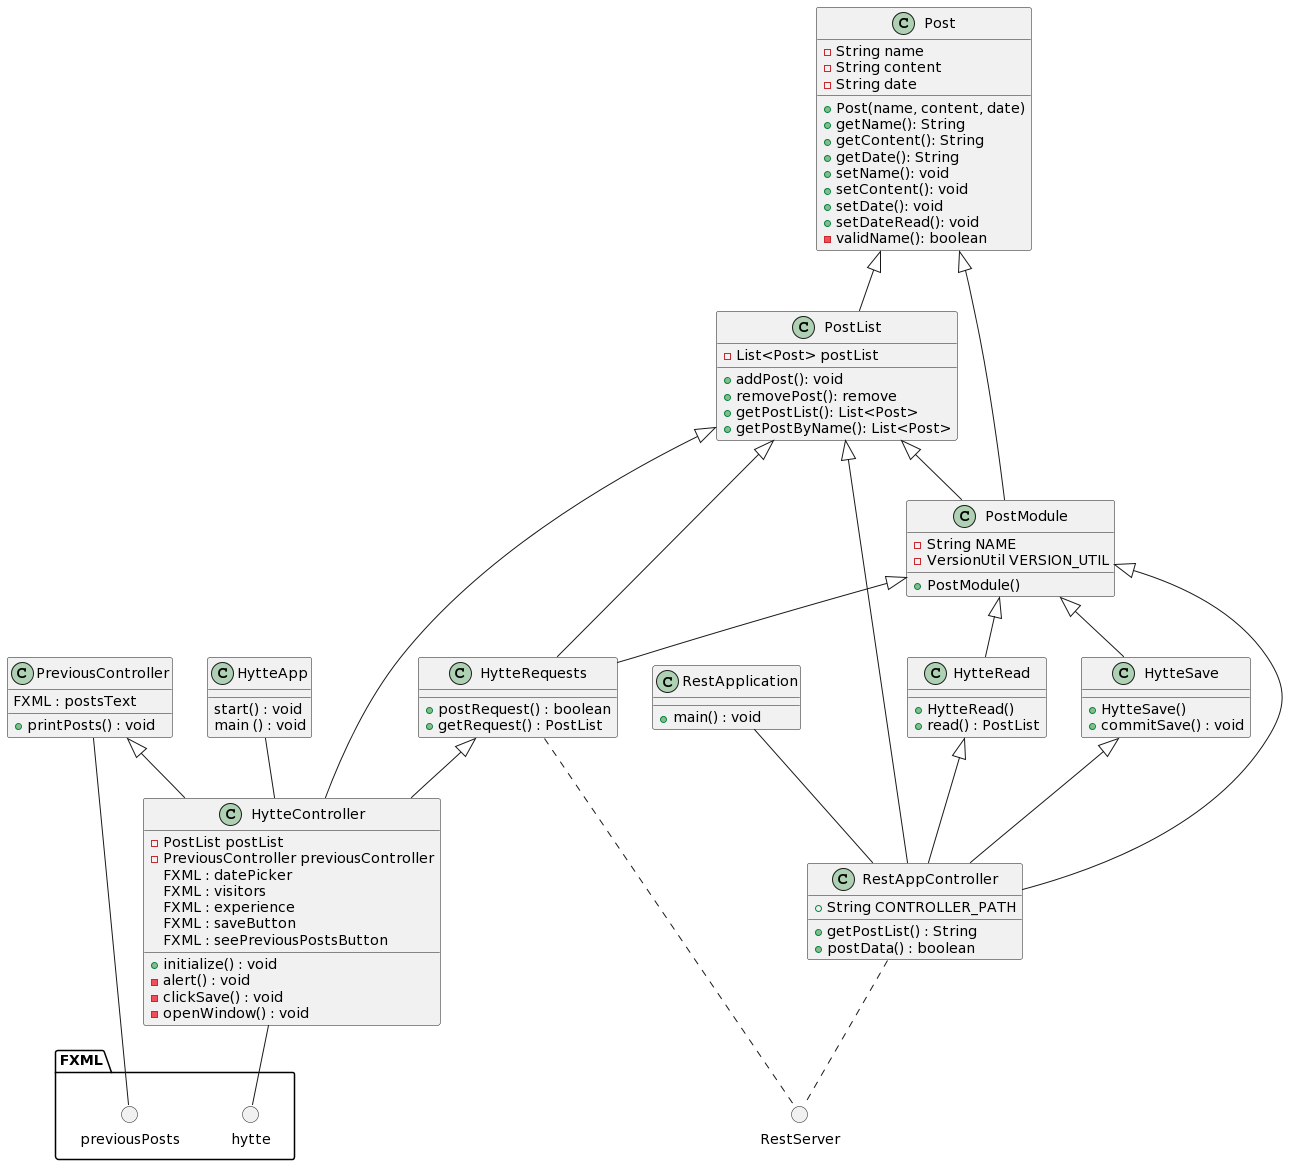 C Post
String name
String content
String date
Post(name, content, date)
getName(): String
getContent(): String
getDate(): String
setName(): void
setContent(): void
setDate(): void
setDateRead(): void
validName(): boolean
C PostList
List<Post> postList
addPost(): void
removePost(): remove
getPostList(): List<Post>
getPostByName(): List<Post>
C PostModule
String NAME
VersionUtil VERSION_UTIL
PostModule()
C PreviousController
FXML : postsText
printPosts() : void
C HytteApp
start() : void
main () : void
C HytteRequests
postRequest() : boolean
getRequest() : PostList
C RestApplication
main() : void
C HytteRead
HytteRead()
read() : PostList
C HytteSave
HytteSave()
commitSave() : void
C HytteController
PostList postList
PreviousController previousController
FXML : datePicker
FXML : visitors
FXML : experience
FXML : saveButton
FXML : seePreviousPostsButton
initialize() : void
alert() : void
clickSave() : void
openWindow() : void
C RestAppController
String CONTROLLER_PATH
getPostList() : String
postData() : boolean
FXML
previousPosts
hytte
RestServer